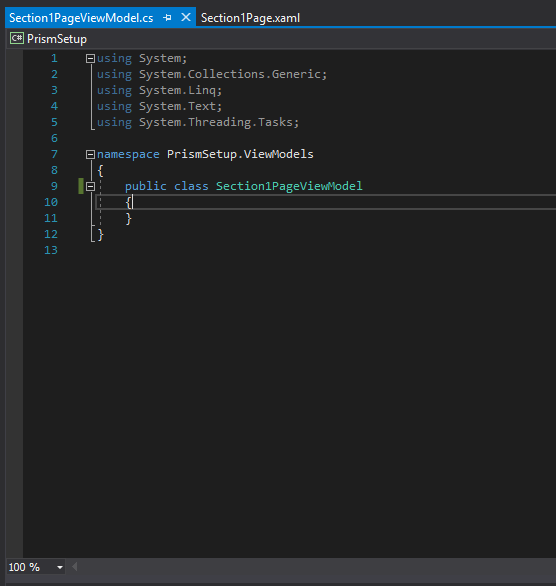 Section1PageViewModel.cs Section1Page.xaml
C# PrismSetup
1 using System;
2 using System.Collections.Generic;
3 using System.Linq;
4 using System.Text;
5 using System.Threading.Tasks;
6
7 namespace PrismSetup.ViewModels
8 {
9 public class Section1PageViewModel
10 {
11 }
12 }
13
100 %